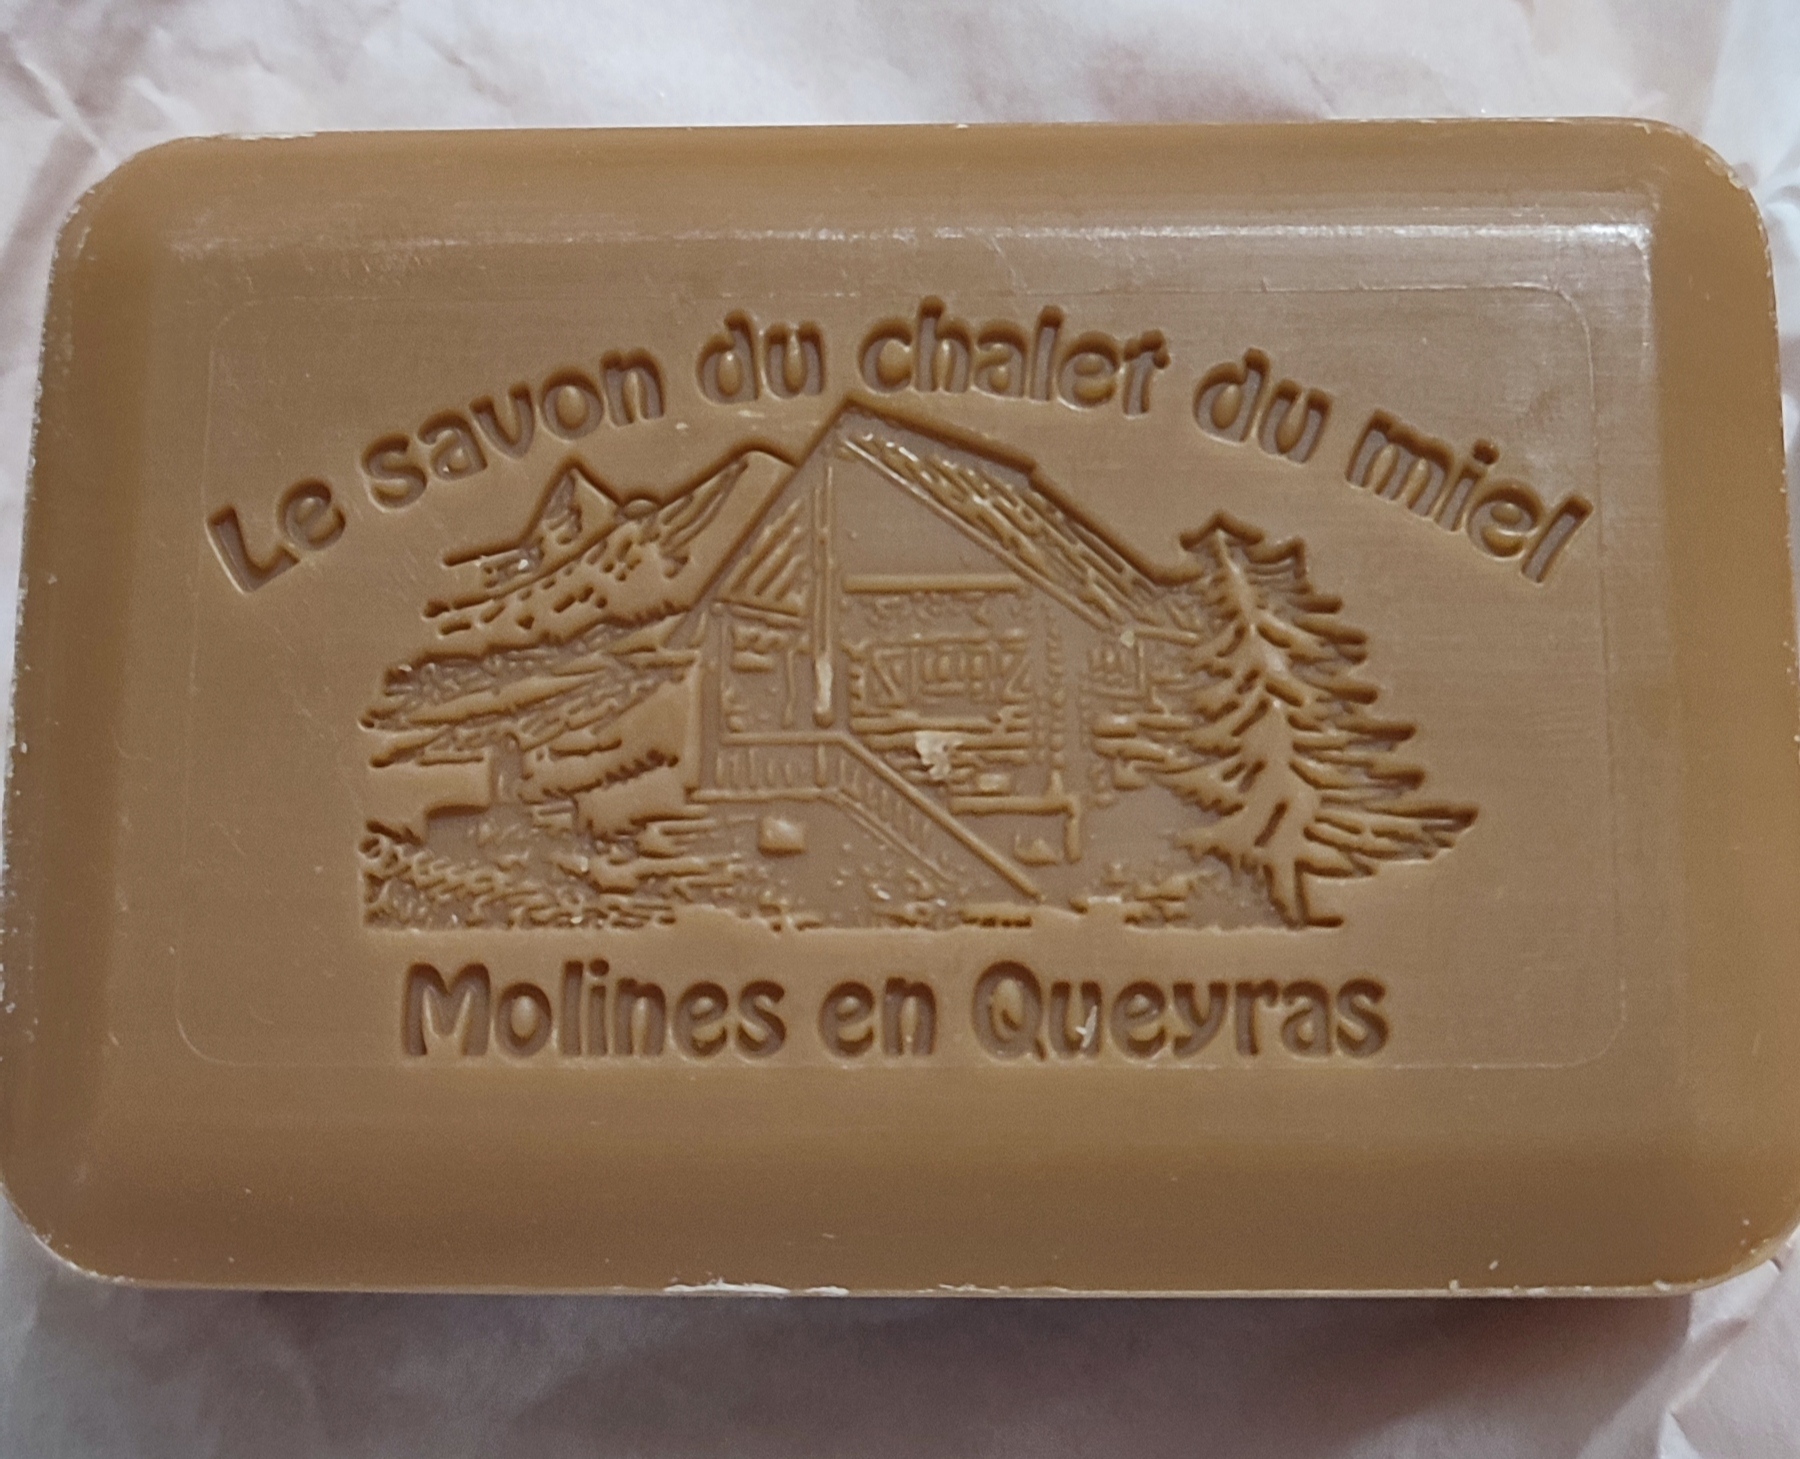 Le savon du chalet du miel
Molines en Queyras